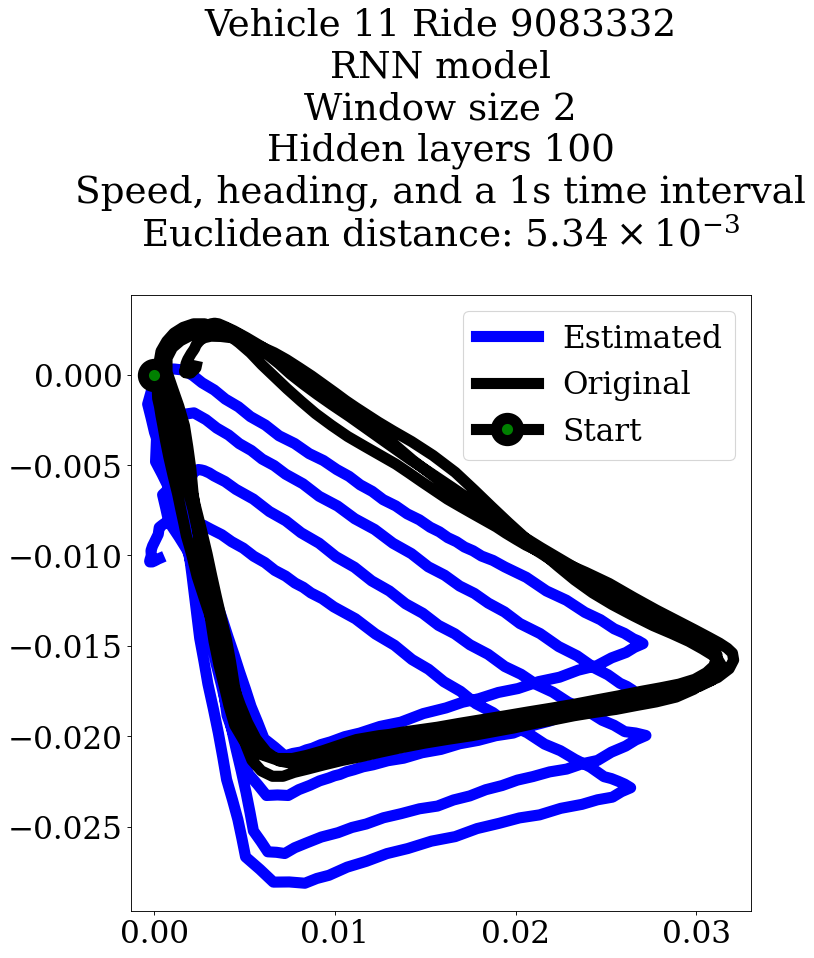 Vehicle 11 Ride 9083332
RNN model
Window size 2
Hidden layers 100
Speed, heading, and a 1s time interval
Euclidean distance: 5.34 × 10⁻³
Estimated
Original
Start
0.000
−0.005
−0.010
−0.015
−0.020
−0.025
0.00 0.01 0.02 0.03